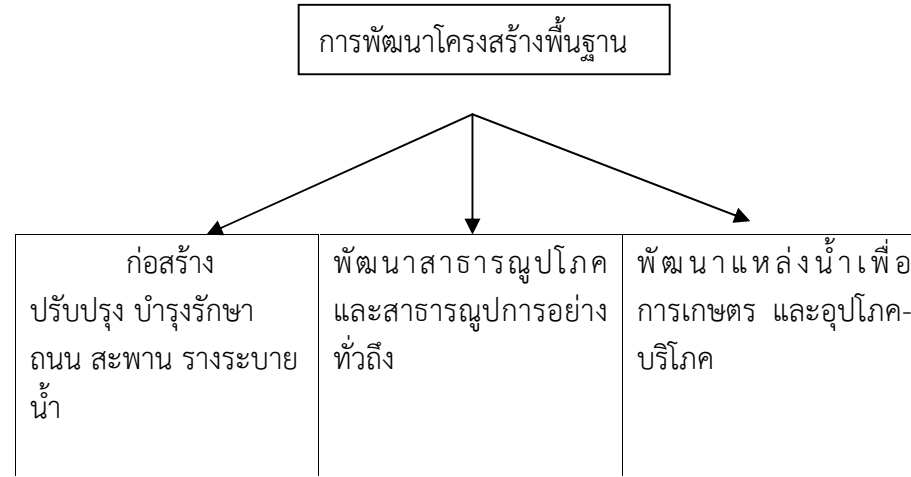 การพัฒนาโครงสร้างพื้นฐาน
ก่อสร้าง
ปรับปรุง บำรุงรักษา
ถนน สะพาน รางระบาย
น้ำ
พัฒนาสาธารณูปโภค
และสาธารณูปการอย่าง
ทั่วถึง
พัฒนาแหล่งน้ำเพื่อ
การเกษตร และอุปโภค-
บริโภค